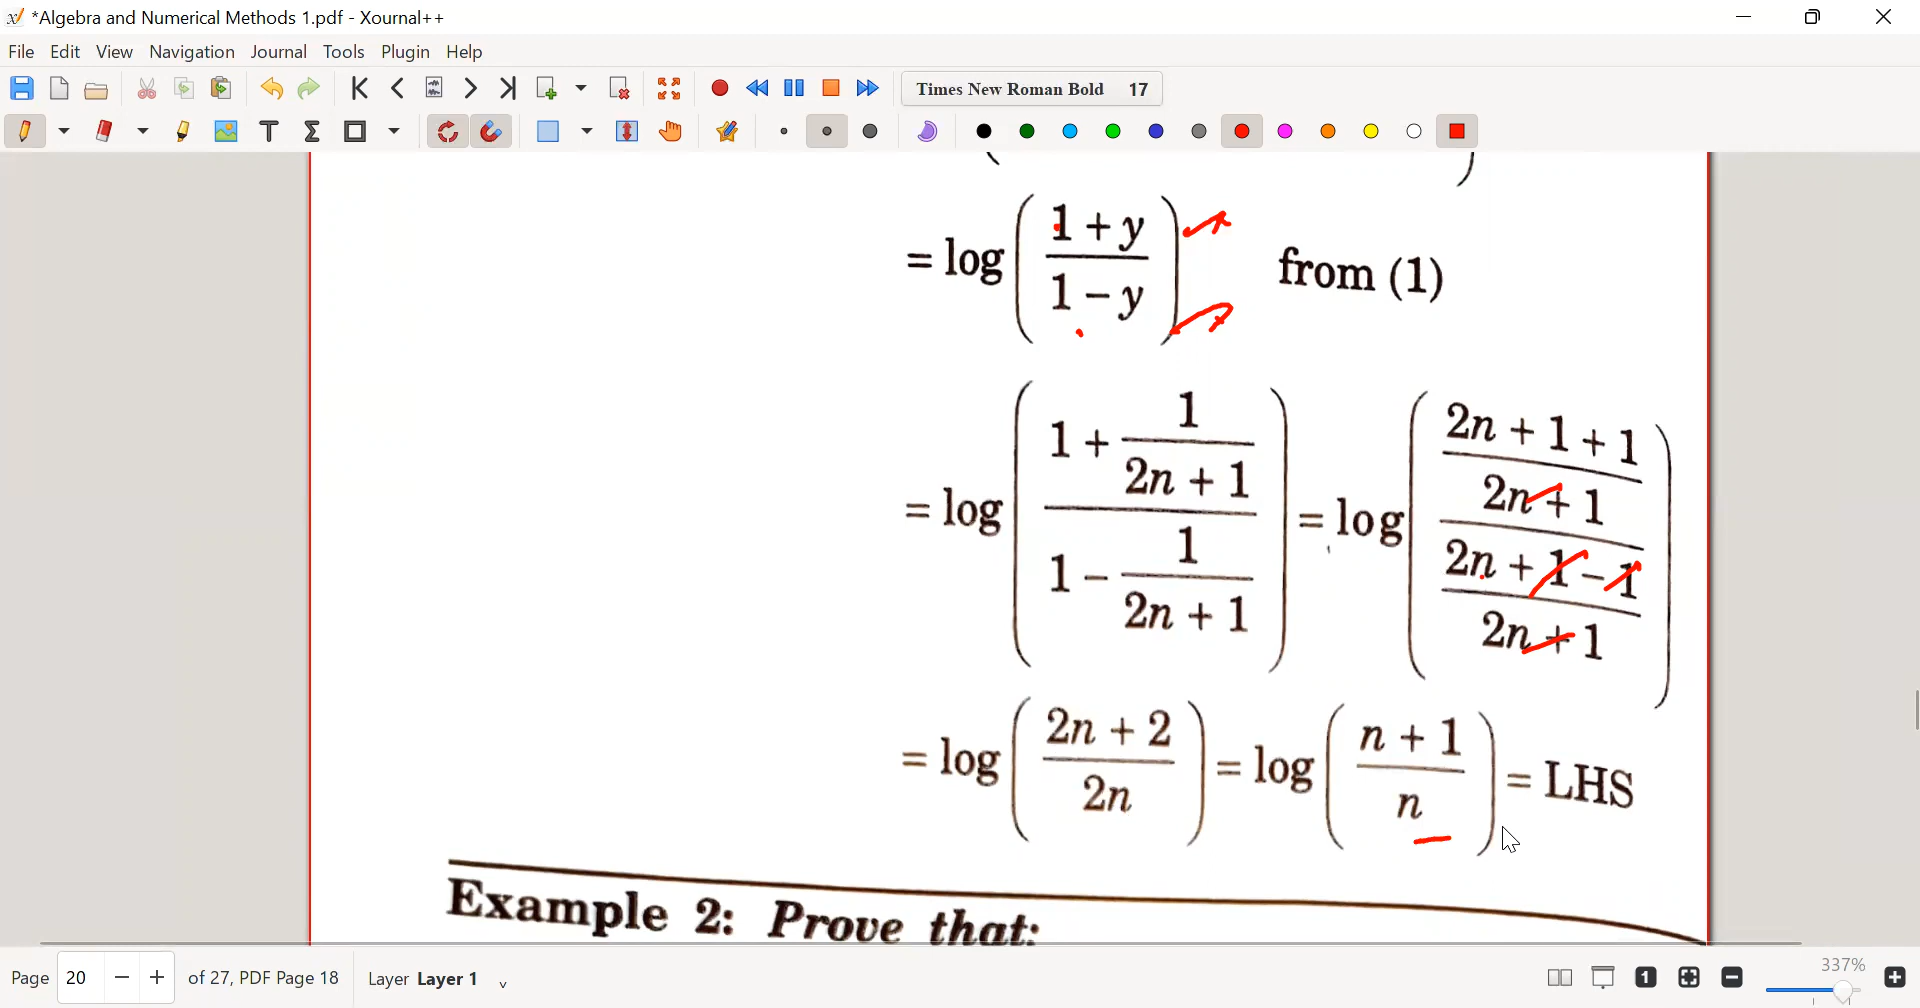 *Algebra and Numerical Methods 1.pdf - Xournal++
File Edit View Navigation Journal Tools Plugin Help
Times New Roman Bold 17
= log ( (1 + y) / (1 − y) ) from (1)
= log ( (1 + 1/(2n + 1)) / (1 − 1/(2n + 1)) ) = log ( ((2n + 1 + 1)/(2n + 1)) / ((2n + 1 − 1)/(2n + 1)) )
= log ( (2n + 2) / 2n ) = log ( (n + 1) / n ) = LHS
Example 2: Prove that:
Page 20 of 27, PDF Page 18 Layer Layer 1 337%